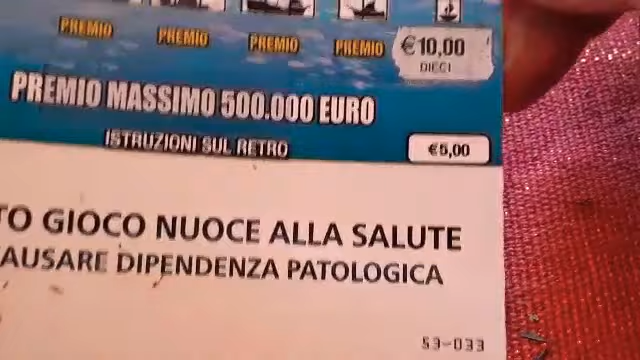 PREMIO PREMIO PREMIO PREMIO €10,00
DIECI
PREMIO MASSIMO 500.000 EURO
ISTRUZIONI SUL RETRO €5,00
TO GIOCO NUOCE ALLA SALUTE
AUSARE DIPENDENZA PATOLOGICA
53-033